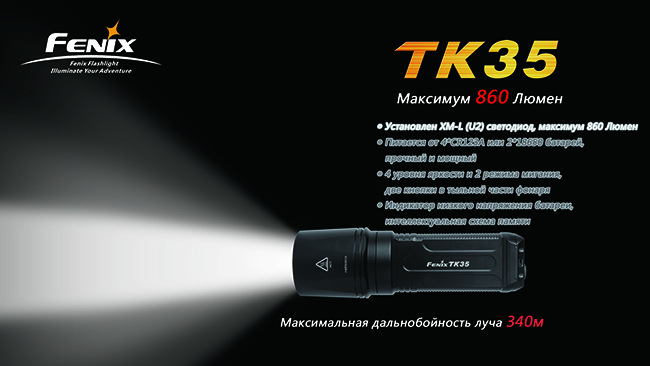 FENIX
Fenix Flashlight
Illuminate Your Adventure
TK35
Максимум 860 Люмен
• Установлен XM-L (U2) светодиод, максимум 860 Люмен
• Питается от 4*CR123A или 2*18650 батарей,
прочный и мощный
• 4 уровня яркости и 2 режима мигания,
две кнопки в тыльной части фонаря
• Индикатор низкого напряжения батареи,
интеллектуальная схема памяти
FENIX TK35
Максимальная дальнобойность луча 340м